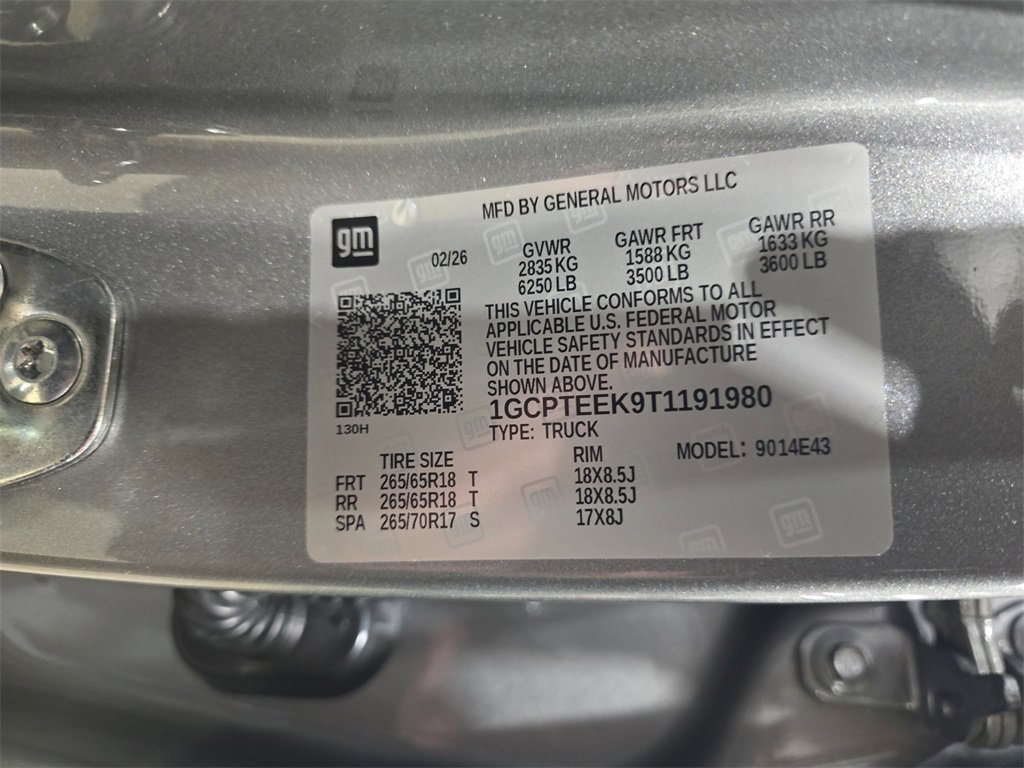 MFD BY GENERAL MOTORS LLC
gm
02/26
GVWR GAWR FRT GAWR RR
2835 KG 1588 KG 1633 KG
6250 LB 3500 LB 3600 LB
THIS VEHICLE CONFORMS TO ALL
APPLICABLE U.S. FEDERAL MOTOR
VEHICLE SAFETY STANDARDS IN EFFECT
ON THE DATE OF MANUFACTURE
SHOWN ABOVE.
1GCPTEEK9T1191980
130H
TYPE: TRUCK
MODEL: 9014E43
TIRE SIZE RIM
FRT 265/65R18 T 18X8.5J
RR 265/65R18 T 18X8.5J
SPA 265/70R17 S 17X8J